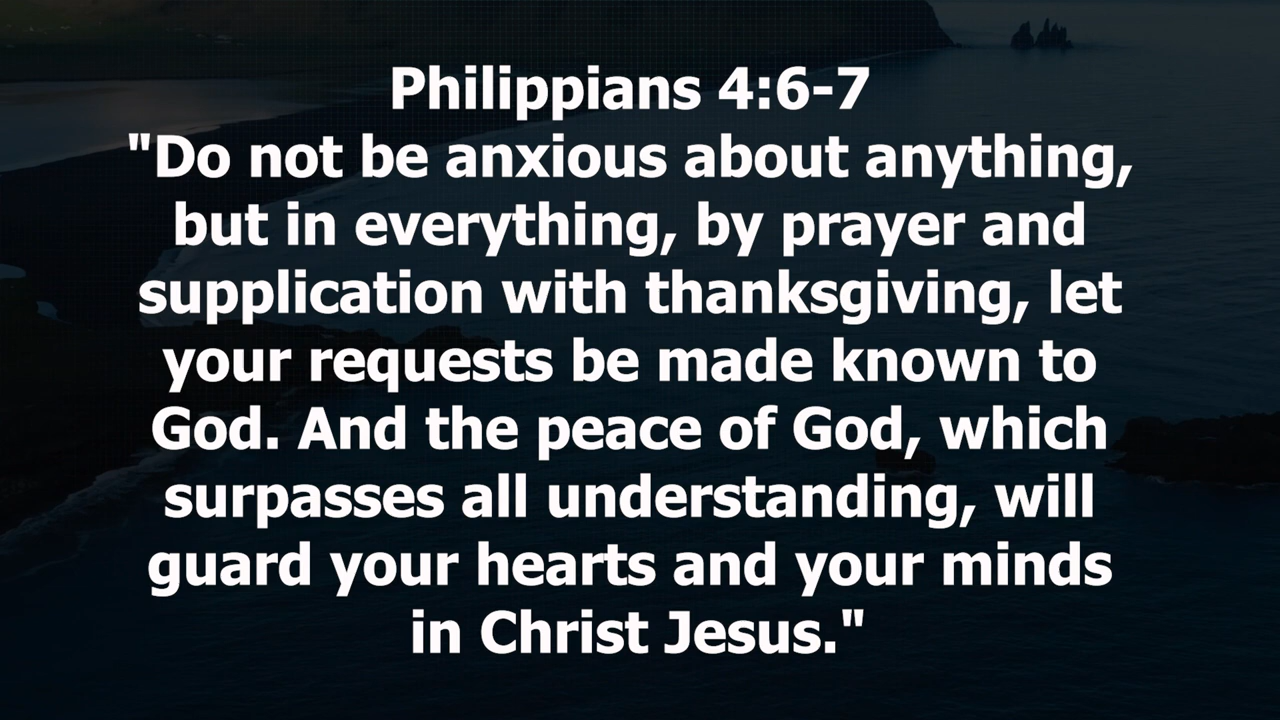 Philippians 4:6-7
"Do not be anxious about anything,
but in everything, by prayer and
supplication with thanksgiving, let
your requests be made known to
God. And the peace of God, which
surpasses all understanding, will
guard your hearts and your minds
in Christ Jesus."